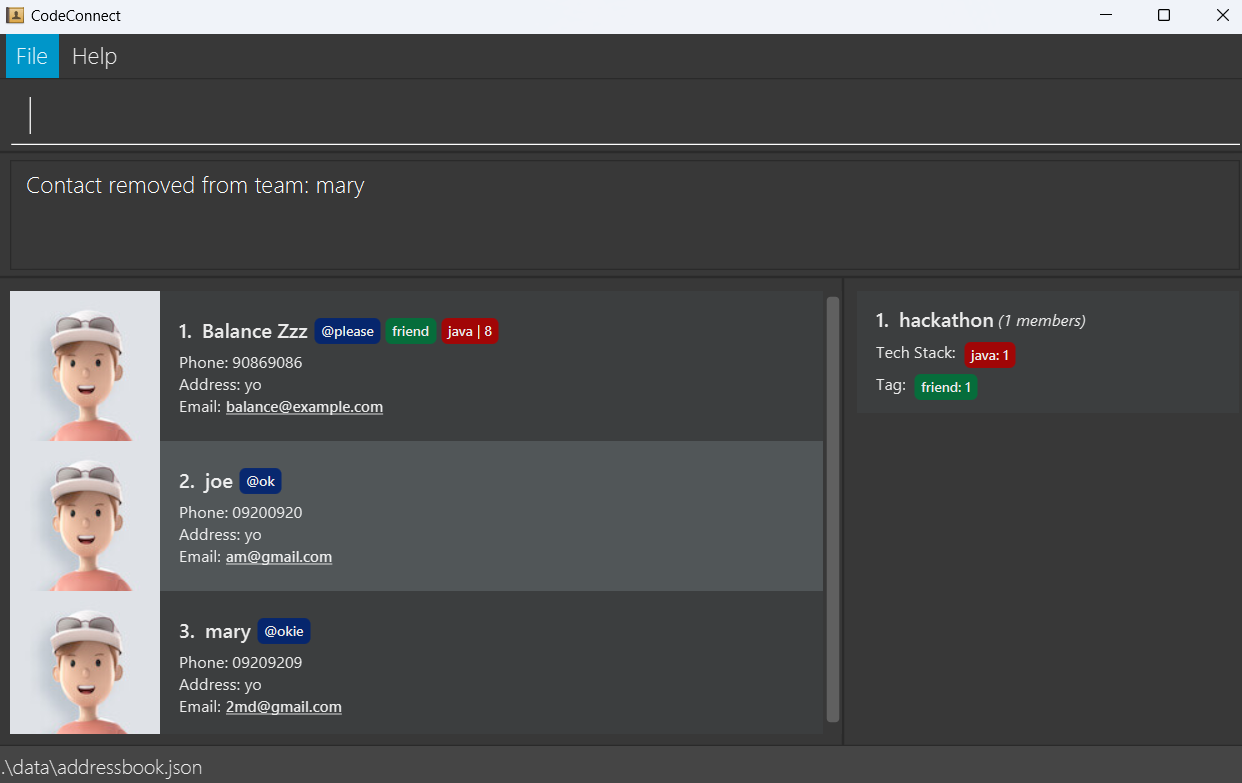 CodeConnect
File Help
Contact removed from team: mary
1. Balance Zzz @please friend java | 8
Phone: 90869086
Address: yo
Email: balance@example.com
2. joe @ok
Phone: 09200920
Address: yo
Email: am@gmail.com
3. mary @okie
Phone: 09209209
Address: yo
Email: 2md@gmail.com
1. hackathon (1 members)
Tech Stack: java: 1
Tag: friend: 1
.\data\addressbook.json